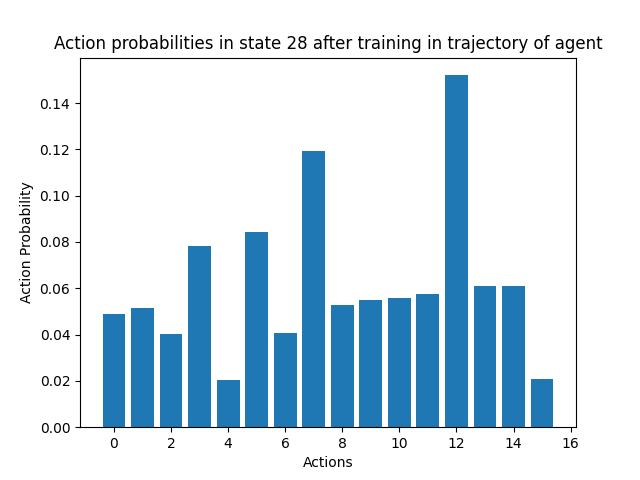 Action probabilities in state 28 after training in trajectory of agent
Action Probability
0.14
0.12
0.10
0.08
0.06
0.04
0.02
0.00
0 2 4 6 8 10 12 14 16
Actions